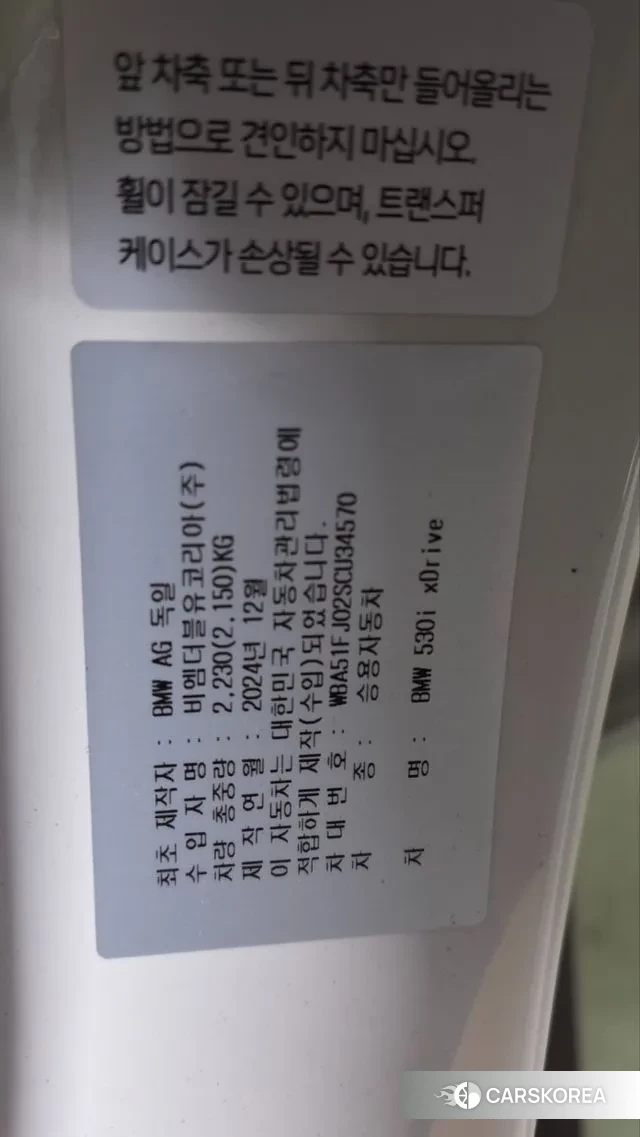 앞 차축 또는 뒤 차축만 들어올리는
방법으로 견인하지 마십시오.
휠이 잠길 수 있으며, 트랜스퍼
케이스가 손상될 수 있습니다.
최초 제작자 : BMW AG 독일
수 입 자 명 : 비엠더블유코리아(주)
차량 총중량 : 2,230(2,150)KG
제 작 연 월 : 2024년 12월
이 자동차는 대한민국 자동차관리법령에
적합하게 제작(수입)되었습니다.
차 대 번 호 : WBA51FJ02SCU34570
차 종 : 승용자동차
차 명 : BMW 530i xDrive
CARSKOREA